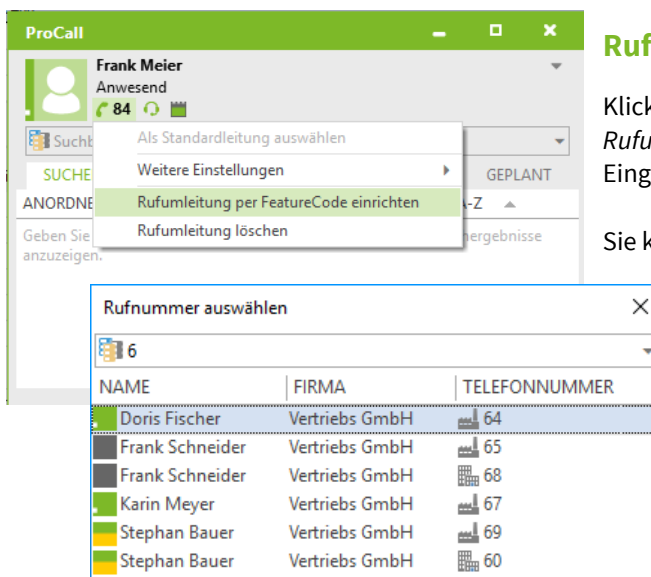 ProCall
Frank Meier
Anwesend
84
Suchb
Als Standardleitung auswählen
Weitere Einstellungen
Rufumleitung per FeatureCode einrichten
Rufumleitung löschen
SUCHE
GEPLANT
ANORDNE
A-Z
Geben Sie
nergebnisse
anzuzeigen.
Ruf
Klick
Rufu
Eing
Sie k
Rufnummer auswählen
6
NAME FIRMA TELEFONNUMMER
Doris Fischer Vertriebs GmbH 64
Frank Schneider Vertriebs GmbH 65
Frank Schneider Vertriebs GmbH 68
Karin Meyer Vertriebs GmbH 67
Stephan Bauer Vertriebs GmbH 69
Stephan Bauer Vertriebs GmbH 60